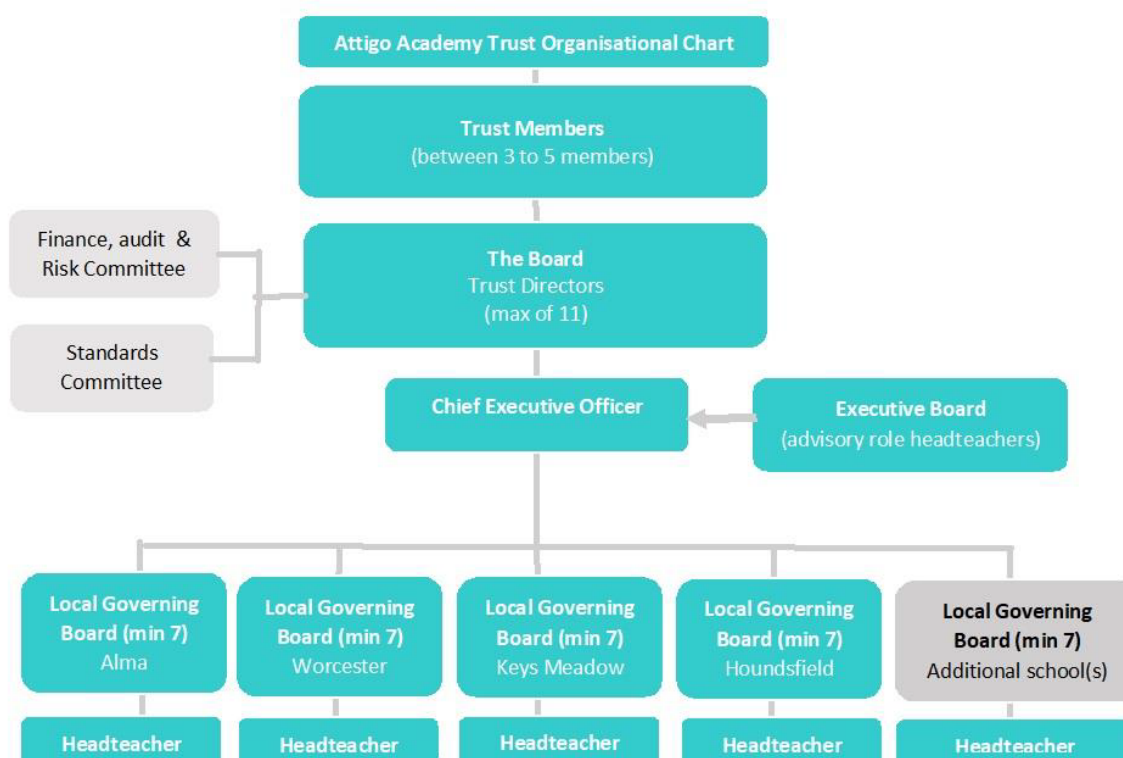 Attigo Academy Trust Organisational Chart
Trust Members
(between 3 to 5 members)
Finance, audit &
Risk Committee
The Board
Trust Directors
(max of 11)
Standards
Committee
Chief Executive Officer
Executive Board
(advisory role headteachers)
Local Governing
Board (min 7)
Alma
Local Governing
Board (min 7)
Worcester
Local Governing
Board (min 7)
Keys Meadow
Local Governing
Board (min 7)
Houndsfield
Local Governing
Board (min 7)
Additional school(s)
Headteacher
Headteacher
Headteacher
Headteacher
Headteacher